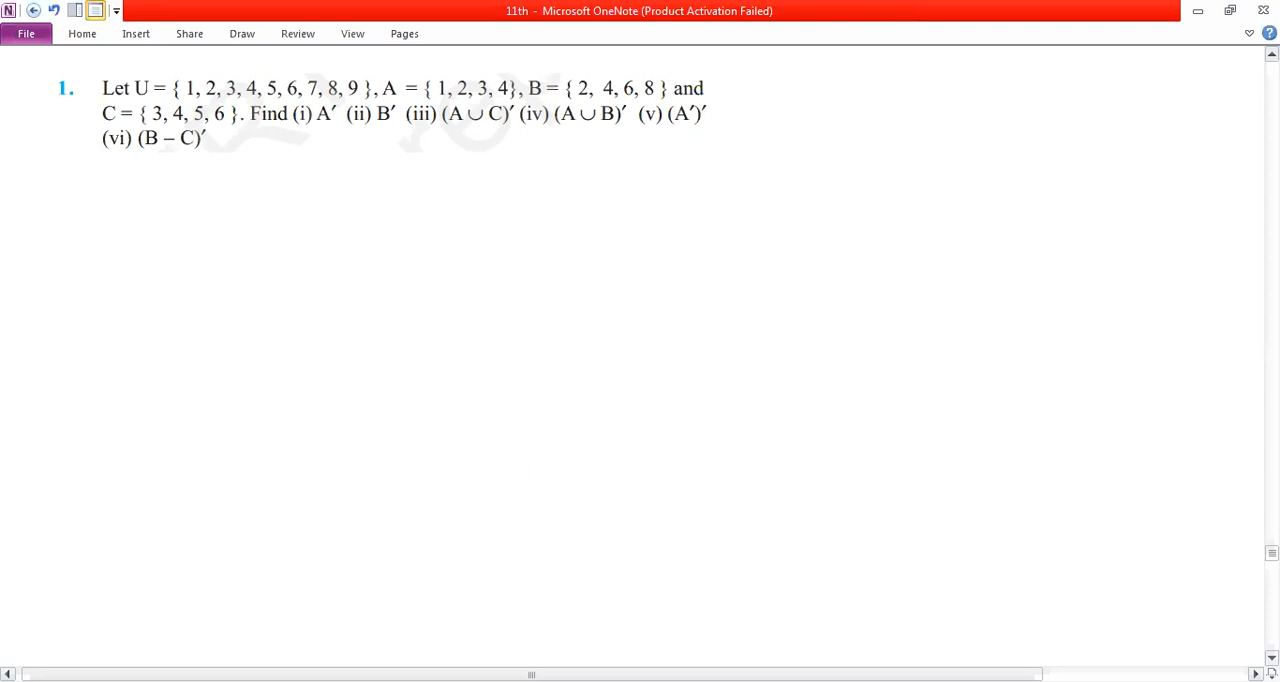 11th - Microsoft OneNote (Product Activation Failed)
File Home Insert Share Draw Review View Pages
1. Let U = { 1, 2, 3, 4, 5, 6, 7, 8, 9 }, A = { 1, 2, 3, 4}, B = { 2, 4, 6, 8 } and
C = { 3, 4, 5, 6 }. Find (i) A′ (ii) B′ (iii) (A ∪ C)′ (iv) (A ∪ B)′ (v) (A′)′
(vi) (B – C)′